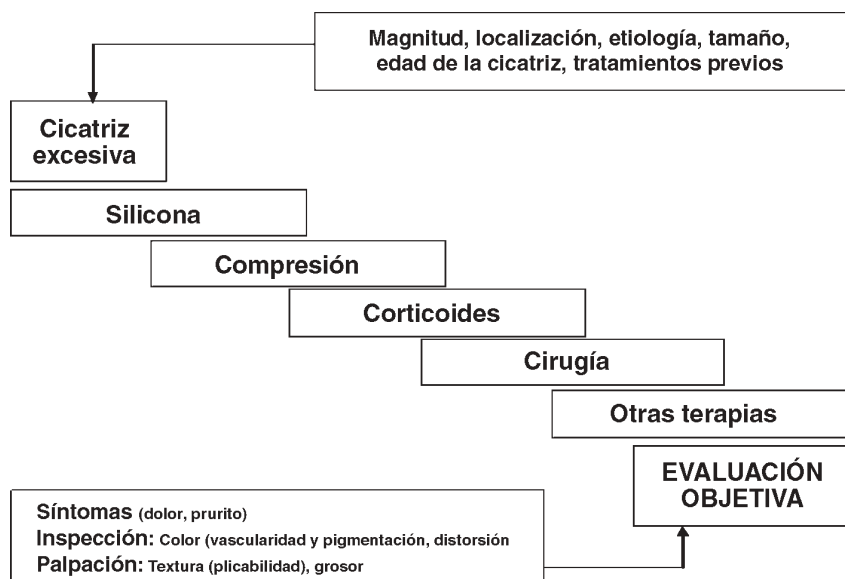 Magnitud, localización, etiología, tamaño,
edad de la cicatriz, tratamientos previos
Cicatriz
excesiva
Silicona
Compresión
Corticoides
Cirugía
Otras terapias
EVALUACIÓN
OBJETIVA
Síntomas (dolor, prurito)
Inspección: Color (vascularidad y pigmentación, distorsión
Palpación: Textura (plicabilidad), grosor